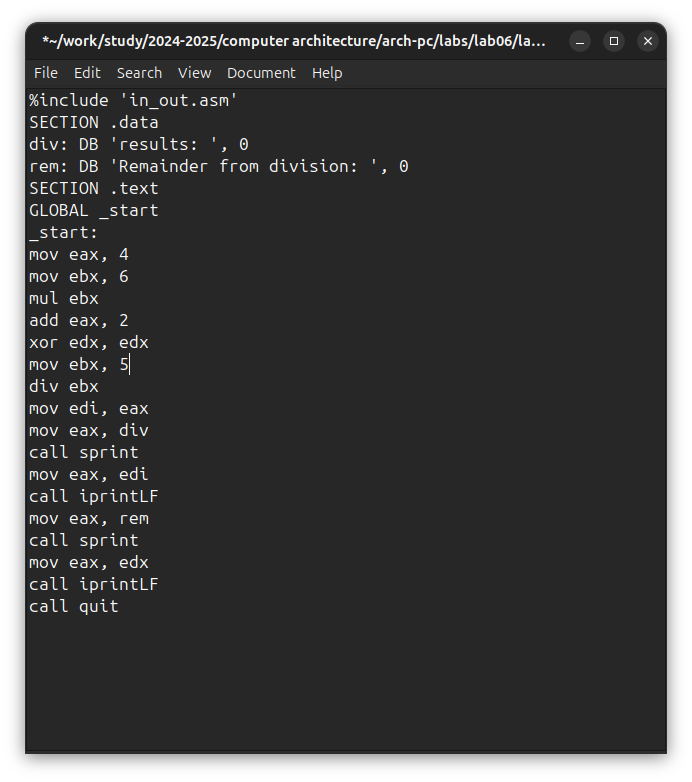 *~/work/study/2024-2025/computer architecture/arch-pc/labs/lab06/la...
File Edit Search View Document Help
%include 'in_out.asm'
SECTION .data
div: DB 'results: ', 0
rem: DB 'Remainder from division: ', 0
SECTION .text
GLOBAL _start
_start:
mov eax, 4
mov ebx, 6
mul ebx
add eax, 2
xor edx, edx
mov ebx, 5
div ebx
mov edi, eax
mov eax, div
call sprint
mov eax, edi
call iprintLF
mov eax, rem
call sprint
mov eax, edx
call iprintLF
call quit